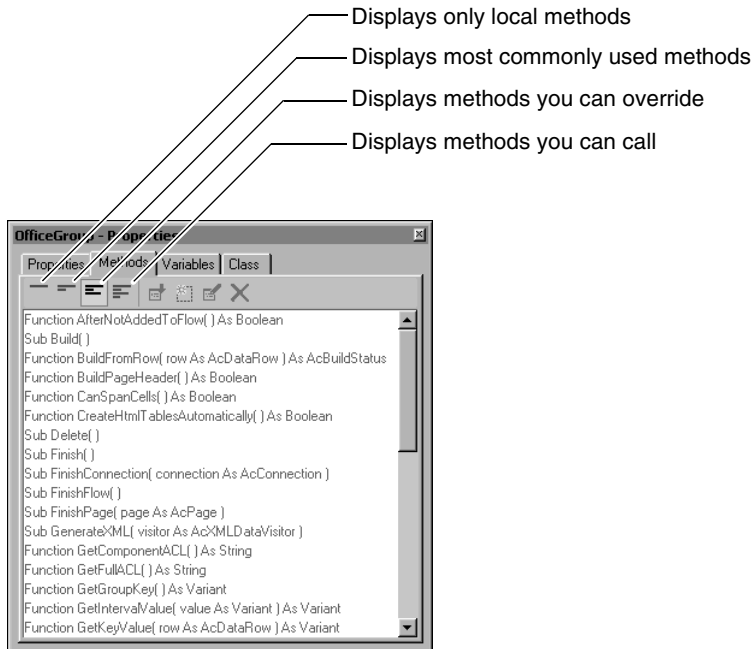 Displays only local methods
Displays most commonly used methods
Displays methods you can override
Displays methods you can call
OfficeGroup - Properties
Properties Methods Variables Class
Function AfterNotAddedToFlow( ) As Boolean
Sub Build( )
Function BuildFromRow( row As AcDataRow ) As AcBuildStatus
Function BuildPageHeader( ) As Boolean
Function CanSpanCells( ) As Boolean
Function CreateHtmlTablesAutomatically( ) As Boolean
Sub Delete( )
Sub Finish( )
Sub FinishConnection( connection As AcConnection )
Sub FinishFlow( )
Sub FinishPage( page As AcPage )
Sub GenerateXML( visitor As AcXMLDataVisitor )
Function GetComponentACL( ) As String
Function GetFullACL( ) As String
Function GetGroupKey( ) As Variant
Function GetIntervalValue( value As Variant ) As Variant
Function GetKeyValue( row As AcDataRow ) As Variant